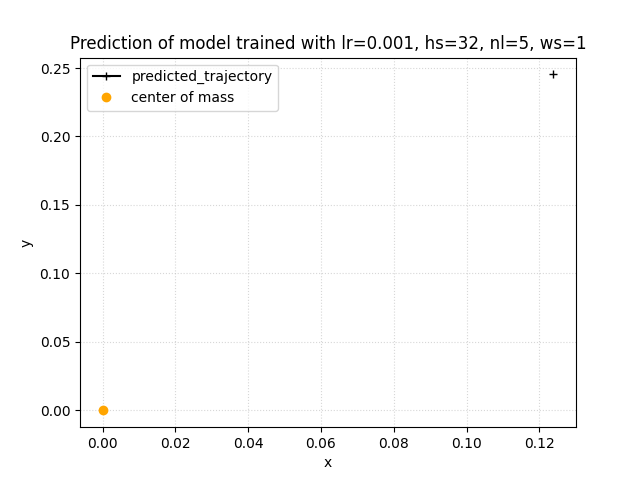 Prediction of model trained with lr=0.001, hs=32, nl=5, ws=1
predicted_trajectory
center of mass
0.25
0.20
0.15
0.10
0.05
0.00
y
0.00 0.02 0.04 0.06 0.08 0.10 0.12
x